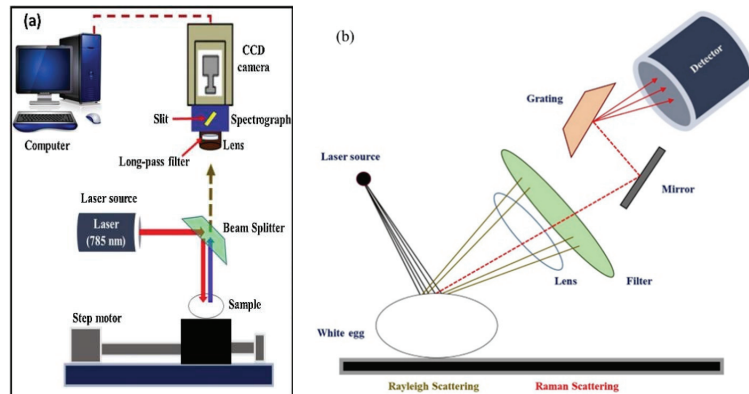 (a)
CCD
camera
Slit
Spectrograph
Computer
Long-pass filter
Lens
Laser source
Laser
(785 nm)
Beam Splitter
Sample
Step motor
(b)
Detector
Grating
Laser source
Mirror
Lens
Filter
White egg
Rayleigh Scattering
Raman Scattering